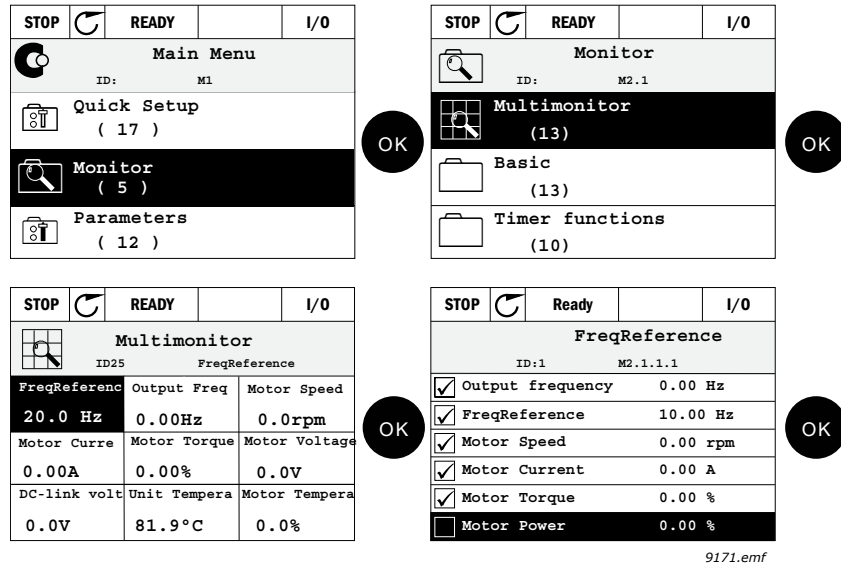 STOP READY I/O
Main Menu
ID: M1
Quick Setup
( 17 )
Monitor
( 5 )
Parameters
( 12 )
OK
STOP READY I/O
Monitor
ID: M2.1
Multimonitor
(13)
Basic
(13)
Timer functions
(10)
OK
STOP READY I/O
Multimonitor
ID25 FreqReference
FreqReferenc Output Freq Motor Speed
20.0 Hz 0.00Hz 0.0rpm
Motor Curre Motor Torque Motor Voltage
0.00A 0.00% 0.0V
DC-link volt Unit Tempera Motor Tempera
0.0V 81.9°C 0.0%
OK
STOP Ready I/O
FreqReference
ID:1 M2.1.1.1
Output frequency 0.00 Hz
FreqReference 10.00 Hz
Motor Speed 0.00 rpm
Motor Current 0.00 A
Motor Torque 0.00 %
Motor Power 0.00 %
OK
9171.emf